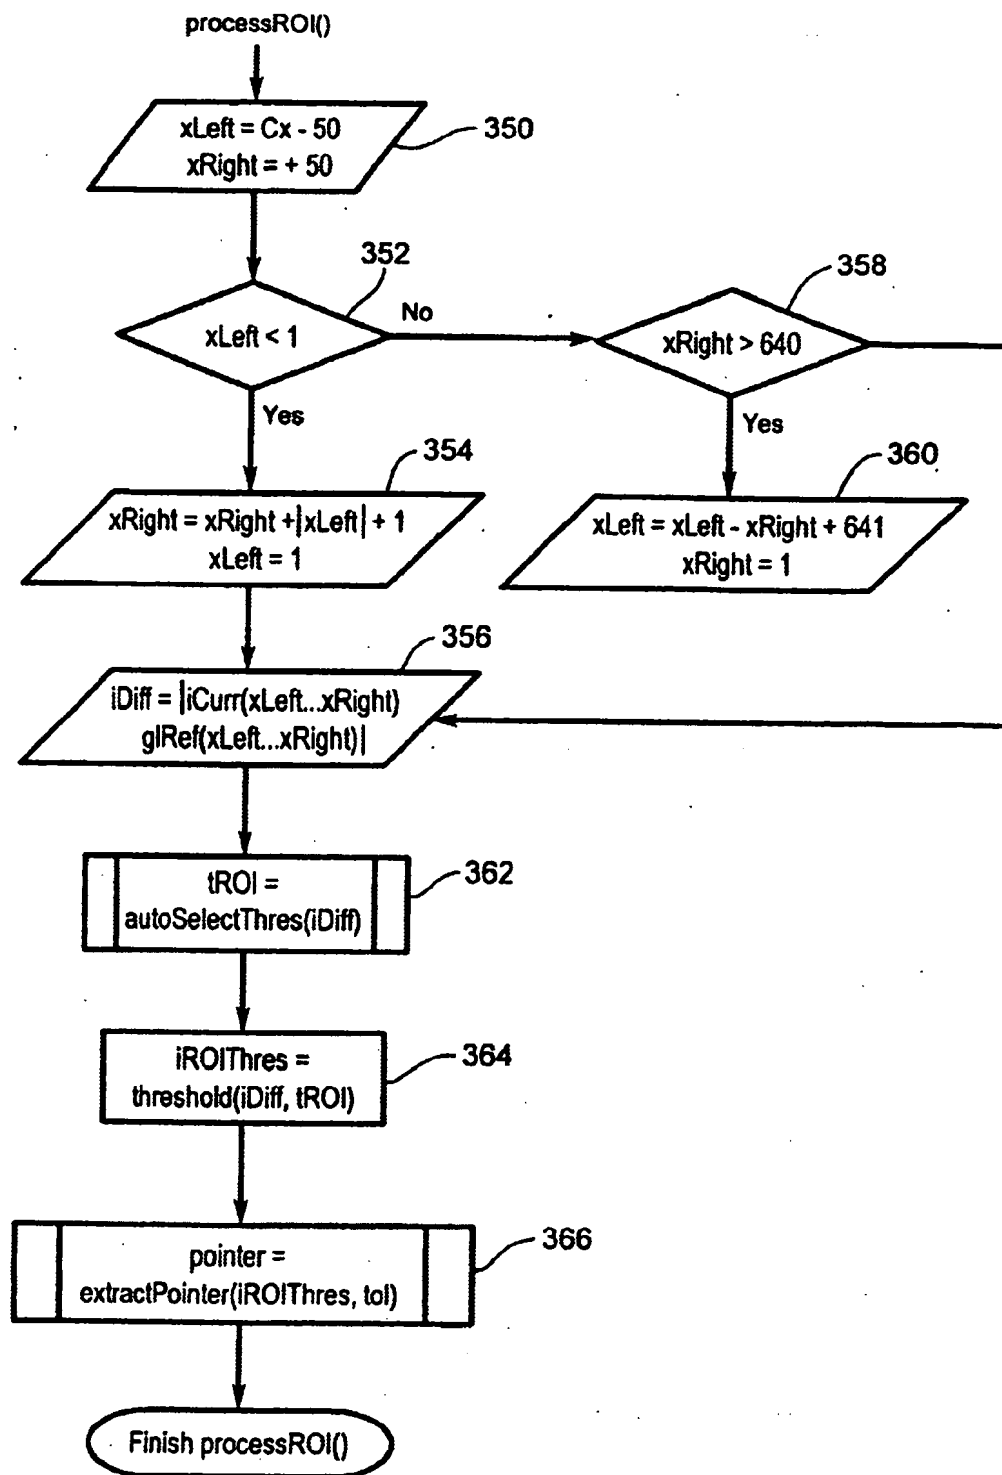 processROI()
xLeft = Cx - 50
xRight = + 50
350
xLeft < 1
352
No
Yes
xRight > 640
358
Yes
xRight = xRight +|xLeft| + 1
xLeft = 1
354
xLeft = xLeft - xRight + 641
xRight = 1
360
iDiff = |iCurr(xLeft...xRight)
glRef(xLeft...xRight)|
356
tROI =
autoSelectThres(iDiff)
362
iROIThres =
threshold(iDiff, tROI)
364
pointer =
extractPointer(iROIThres, tol)
366
Finish processROI()